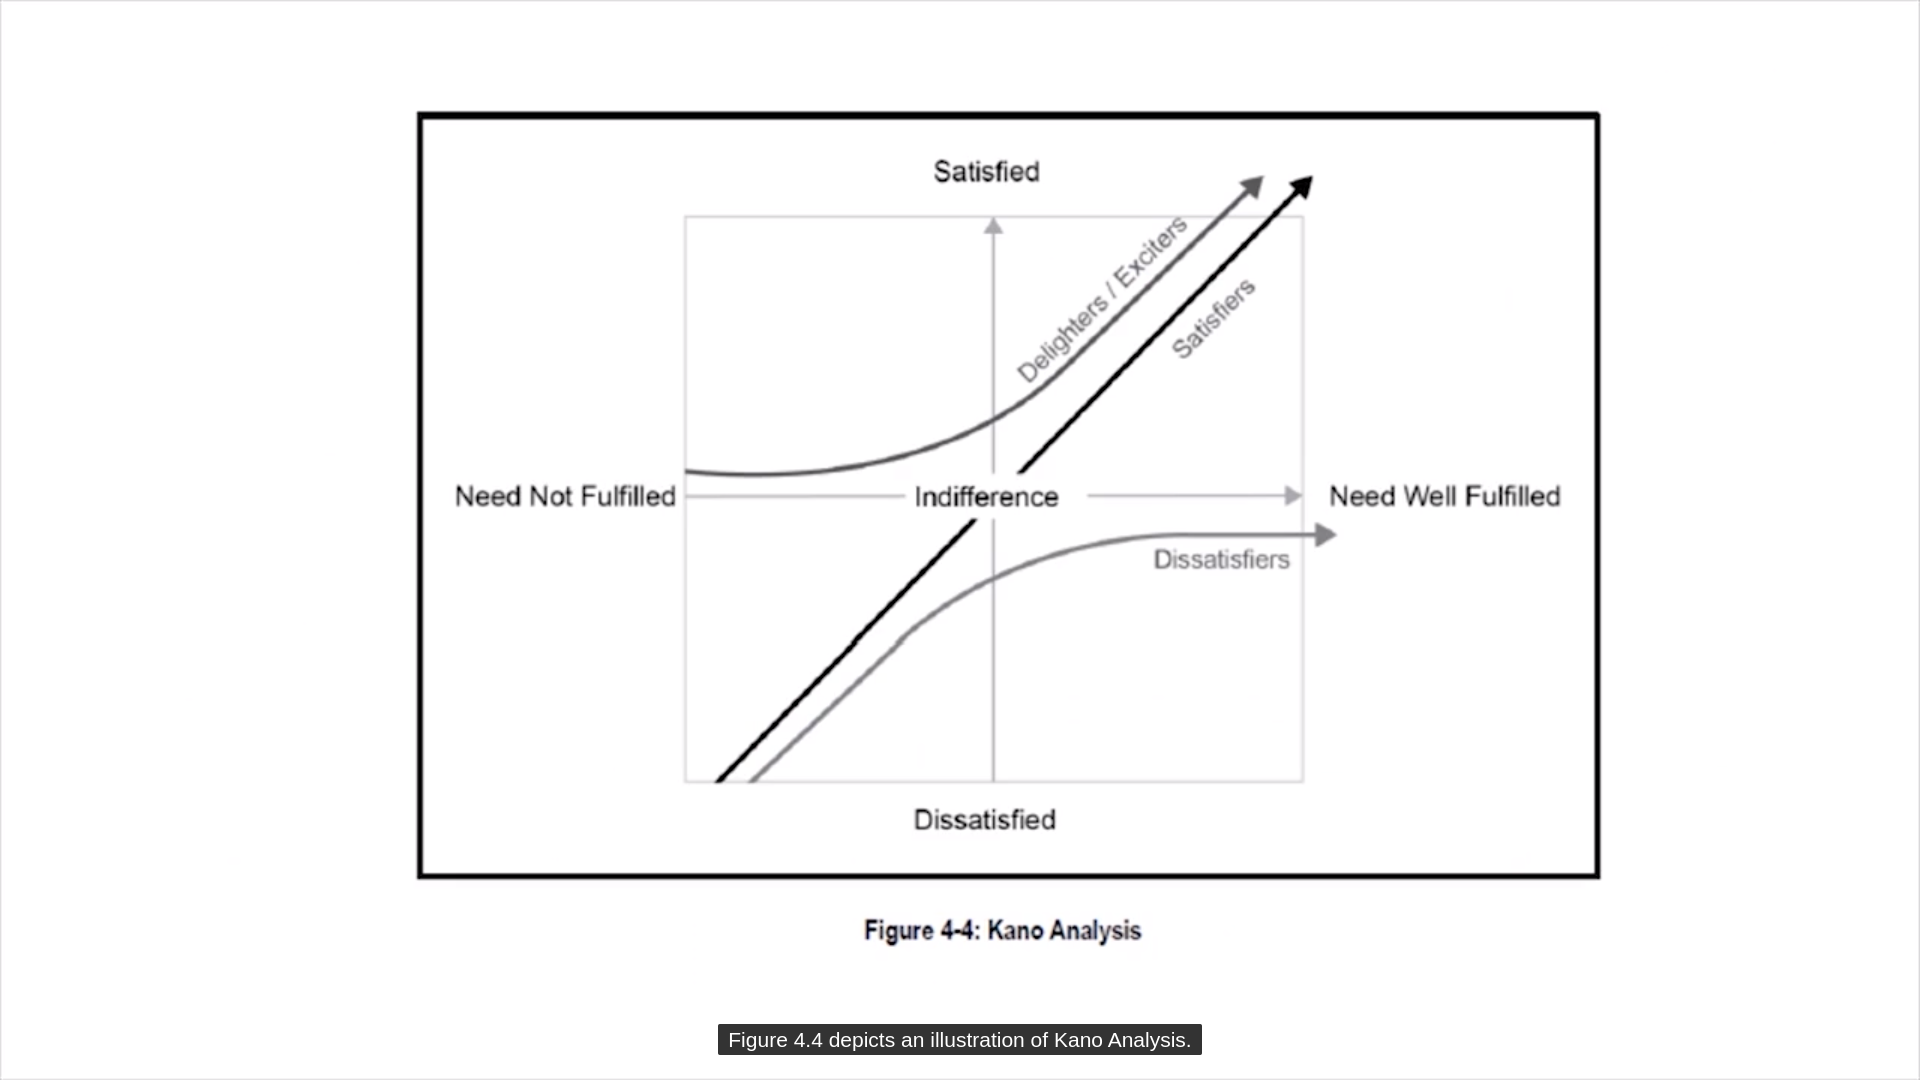 Satisfied
Delighters / Exciters
Satisfiers
Need Not Fulfilled
Indifference
Need Well Fulfilled
Dissatisfiers
Dissatisfied
Figure 4-4: Kano Analysis
Figure 4.4 depicts an illustration of Kano Analysis.